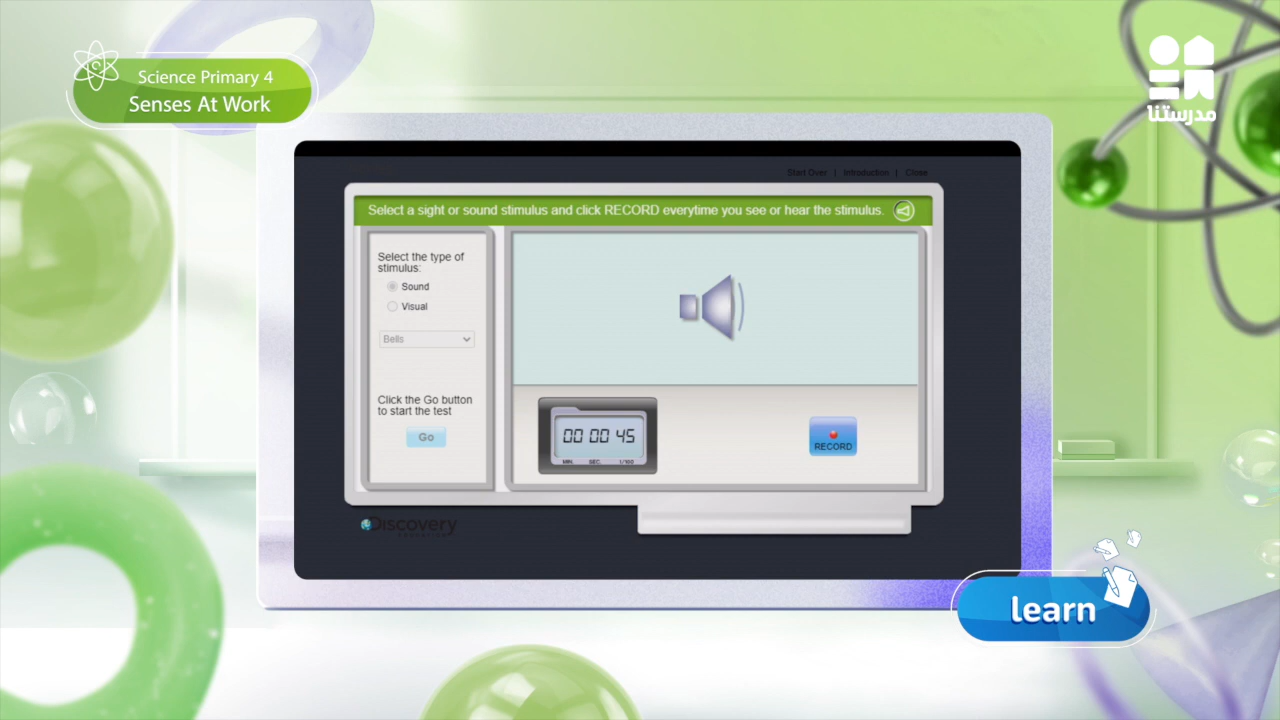 Science Primary 4
Senses At Work
مدرستنا
Start Over | Introduction | Close
Select a sight or sound stimulus and click RECORD everytime you see or hear the stimulus.
Select the type of
stimulus:
Sound
Visual
Bells
Click the Go button
to start the test
Go
00 00 45
MIN. SEC. 1/100
RECORD
Discovery
EDUCATION
learn